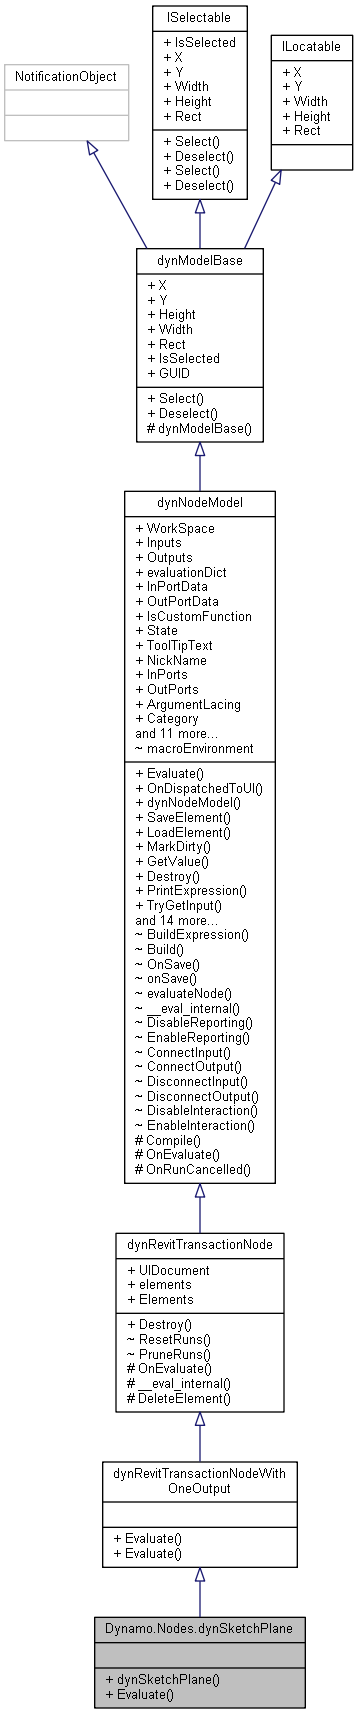 ISelectable
+ IsSelected
+ X
+ Y
+ Width
+ Height
+ Rect
+ Select()
+ Deselect()
+ Select()
+ Deselect()
ILocatable
+ X
+ Y
+ Width
+ Height
+ Rect
NotificationObject
dynModelBase
+ X
+ Y
+ Height
+ Width
+ Rect
+ IsSelected
+ GUID
+ Select()
+ Deselect()
# dynModelBase()
dynNodeModel
+ WorkSpace
+ Inputs
+ Outputs
+ evaluationDict
+ InPortData
+ OutPortData
+ IsCustomFunction
+ State
+ ToolTipText
+ NickName
+ InPorts
+ OutPorts
+ ArgumentLacing
+ Category
and 11 more...
~ macroEnvironment
+ Evaluate()
+ OnDispatchedToUI()
+ dynNodeModel()
+ SaveElement()
+ LoadElement()
+ MarkDirty()
+ GetValue()
+ Destroy()
+ PrintExpression()
+ TryGetInput()
and 14 more...
~ BuildExpression()
~ Build()
~ OnSave()
~ onSave()
~ evaluateNode()
~ __eval_internal()
~ DisableReporting()
~ EnableReporting()
~ ConnectInput()
~ ConnectOutput()
~ DisconnectInput()
~ DisconnectOutput()
~ DisableInteraction()
~ EnableInteraction()
# Compile()
# OnEvaluate()
# OnRunCancelled()
dynRevitTransactionNode
+ UIDocument
+ elements
+ Elements
+ Destroy()
~ ResetRuns()
~ PruneRuns()
# OnEvaluate()
# __eval_internal()
# DeleteElement()
dynRevitTransactionNodeWith
OneOutput
+ Evaluate()
+ Evaluate()
Dynamo.Nodes.dynSketchPlane
+ dynSketchPlane()
+ Evaluate()